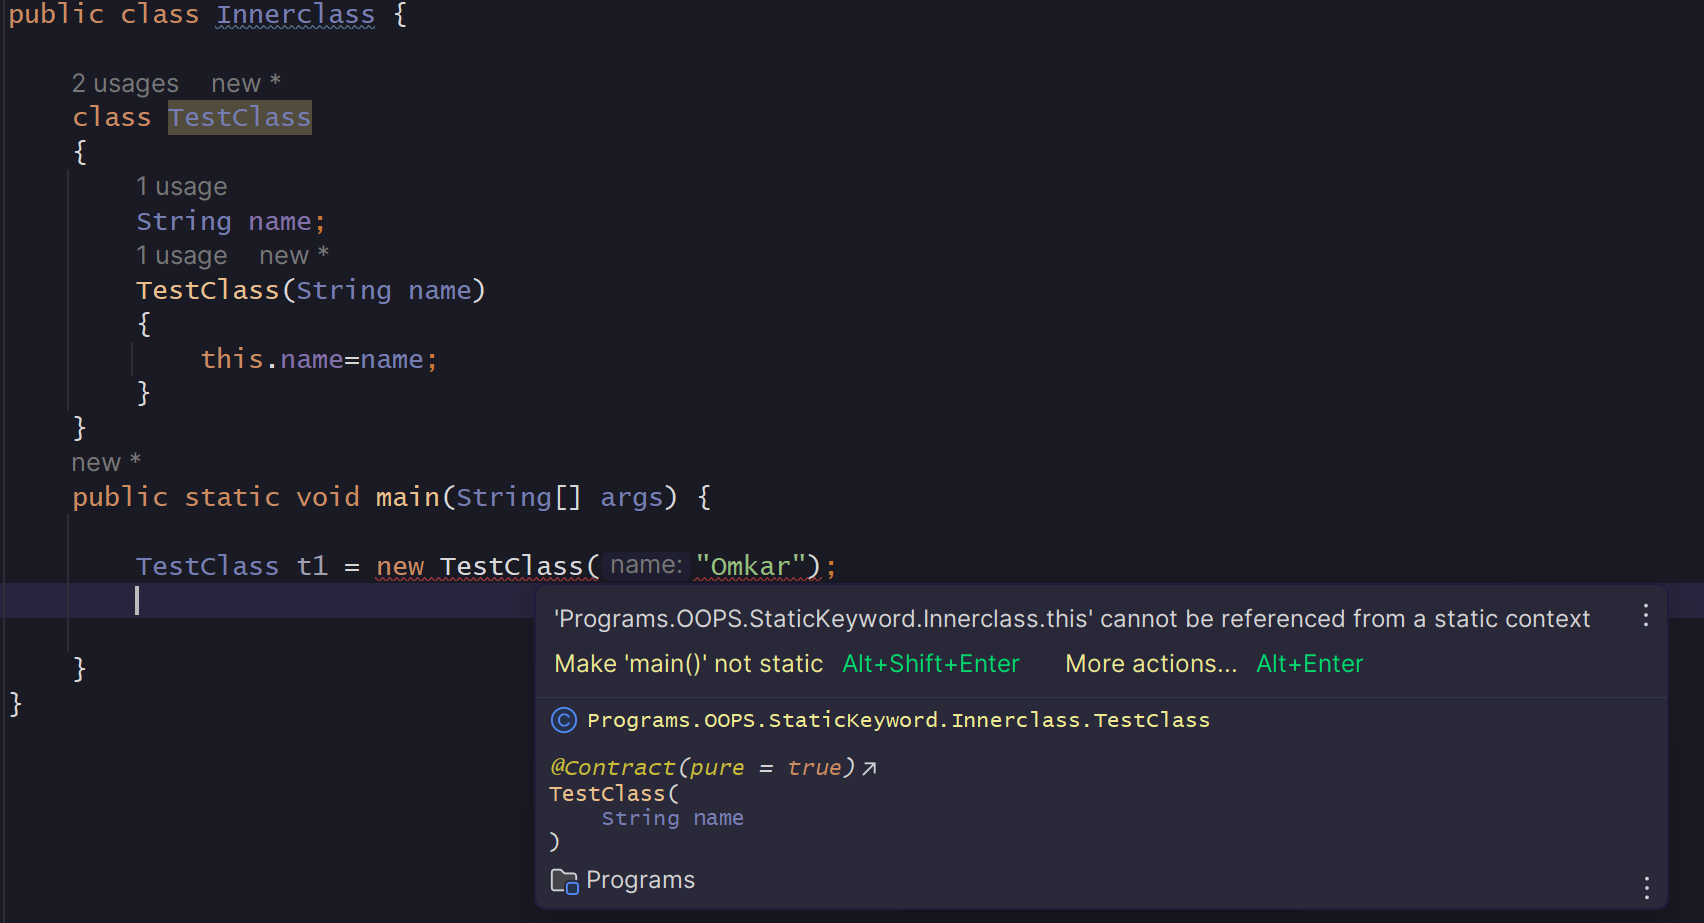 public class Innerclass {
2 usages new *
class TestClass
{
1 usage
String name;
1 usage new *
TestClass(String name)
{
this.name=name;
}
}
new *
public static void main(String[] args) {
TestClass t1 = new TestClass( name: "Omkar");
'Programs.OOPS.StaticKeyword.Innerclass.this' cannot be referenced from a static context
Make 'main()' not static Alt+Shift+Enter More actions... Alt+Enter
}
}
Programs.OOPS.StaticKeyword.Innerclass.TestClass
@Contract(pure = true)
TestClass(
String name
)
Programs